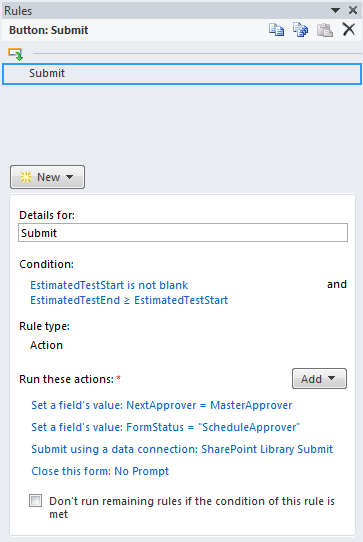 Rules
Button: Submit
Submit
New
Details for:
Submit
Condition:
EstimatedTestStart is not blank and
EstimatedTestEnd ≥ EstimatedTestStart
Rule type:
Action
Run these actions: * Add
Set a field's value: NextApprover = MasterApprover
Set a field's value: FormStatus = "ScheduleApprover"
Submit using a data connection: SharePoint Library Submit
Close this form: No Prompt
Don't run remaining rules if the condition of this rule is
met